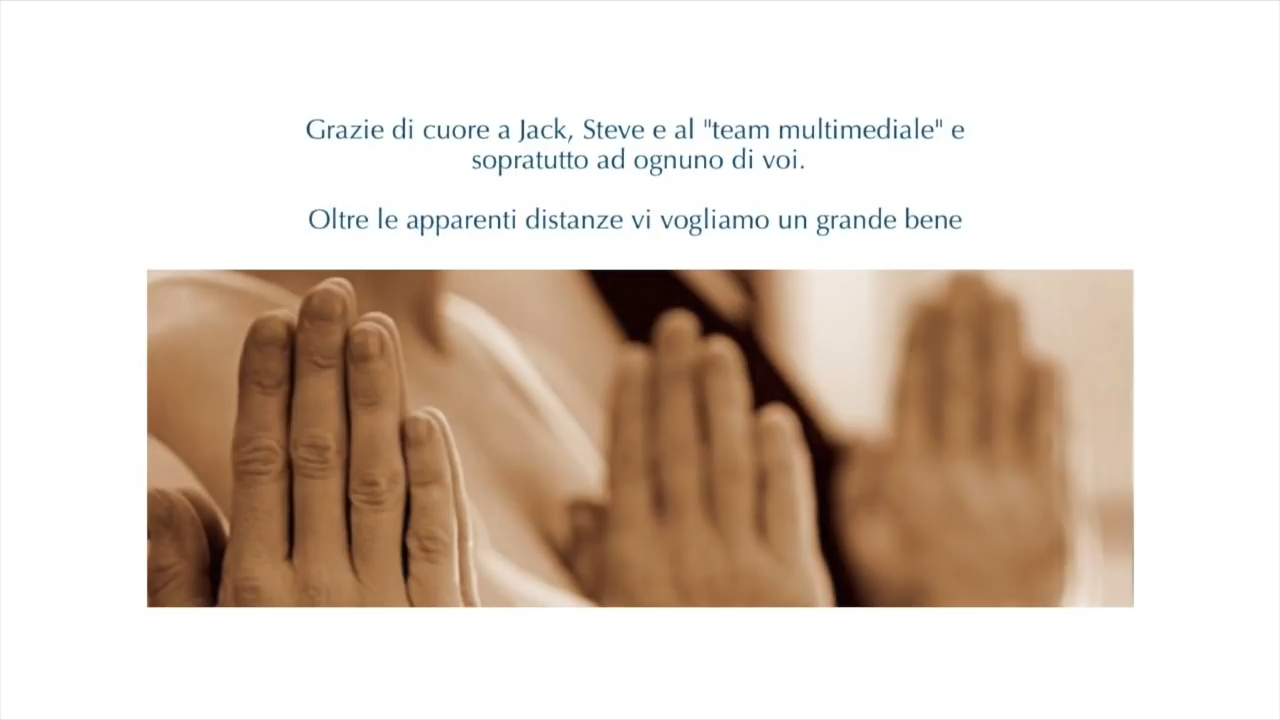 Grazie di cuore a Jack, Steve e al "team multimediale" e
sopratutto ad ognuno di voi.
Oltre le apparenti distanze vi vogliamo un grande bene